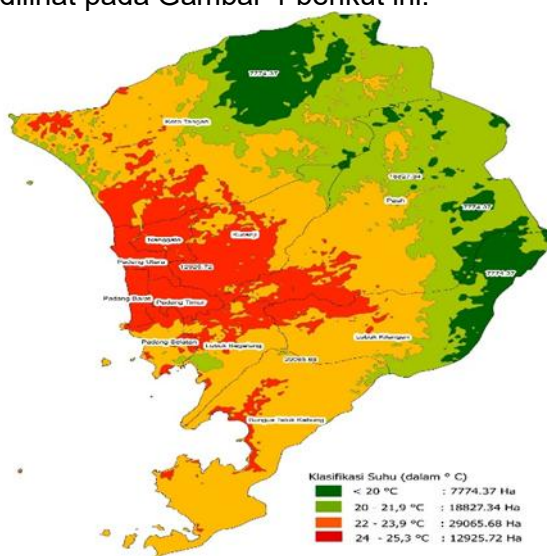 dilihat pada Gambar 1 berikut ini.
7774.37
Koto Tangah
18827.34
Pauh
7774.37
Kuranji
Nanggalo
Padang Utara
12925.72
7774.37
Padang Barat
Padang Timur
Padang Selatan
Lubuk Begalung
Lubuk Kilangan
29065.68
Bungus Teluk Kabung
Klasifikasi Suhu (dalam ° C)
< 20 °C : 7774.37 Ha
20 - 21,9 °C : 18827.34 Ha
22 - 23,9 °C : 29065.68 Ha
24 - 25,3 °C : 12925.72 Ha